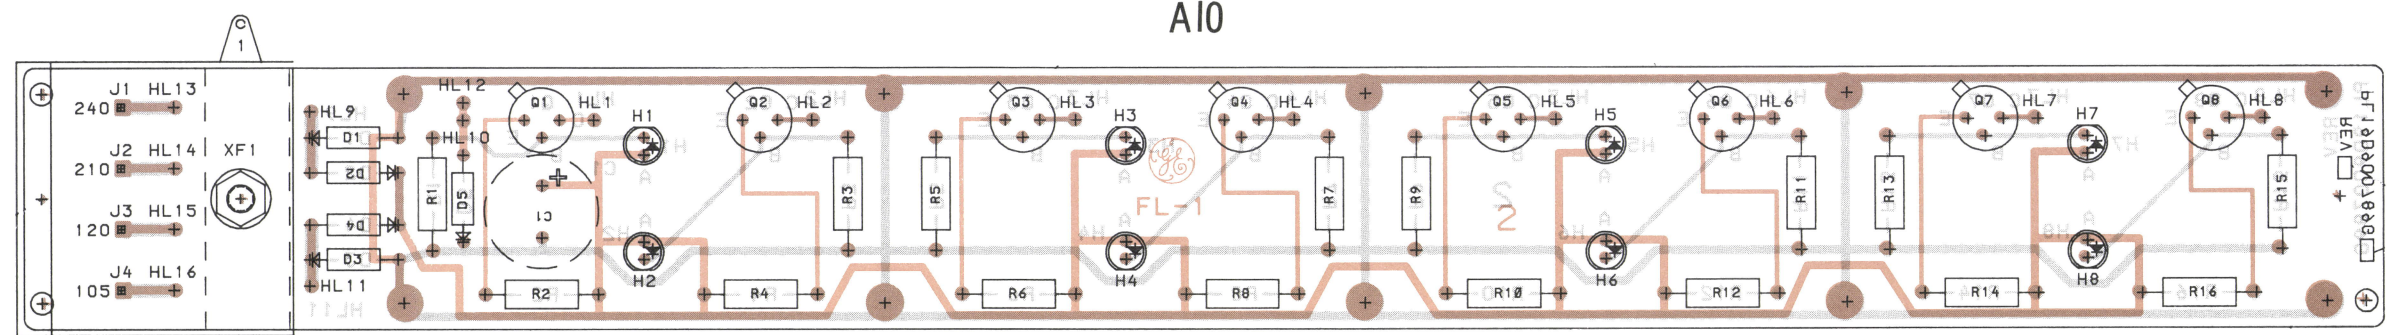 A10
C
1
J1 HL13
240
J2 HL14
210
J3 HL15
120
J4 HL16
105
XF1
HL9
D1
D2
D4
D3
HL11
HL12
HL10
R1
D5
Q1 HL1
C1
R2
H1
H2
Q2 HL2
R4
R3
R5
Q3 HL3
R6
H3
H4
FL-1
Q4 HL4
R8
R7
R9
Q5 HL5
2
R10
H5
H6
Q6 HL6
R12
R11
R13
Q7 HL7
R14
H7
H8
Q8 HL8
R16
R15
REV